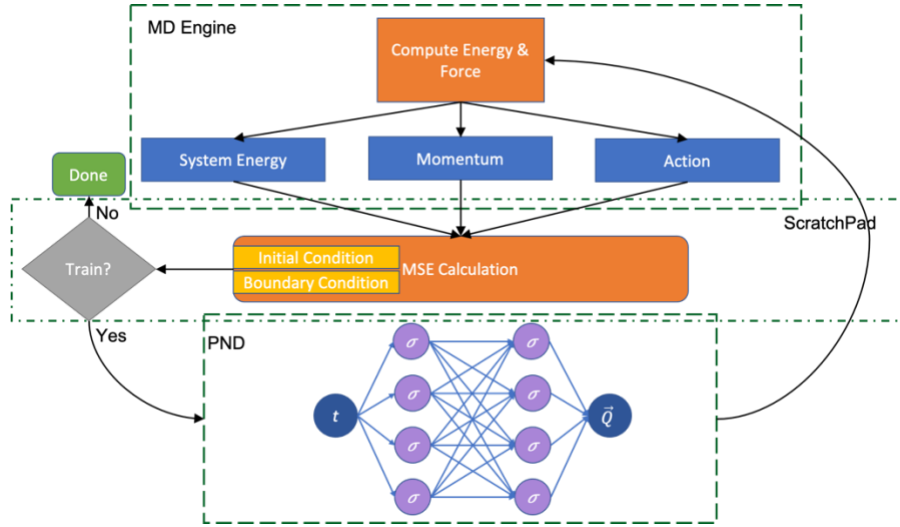 MD Engine
Compute Energy &
Force
System Energy
Momentum
Action
Done
No
ScratchPad
Train?
Initial Condition
MSE Calculation
Boundary Condition
Yes
PND
σ σ
σ σ
t
Q⃗
σ σ
σ σ